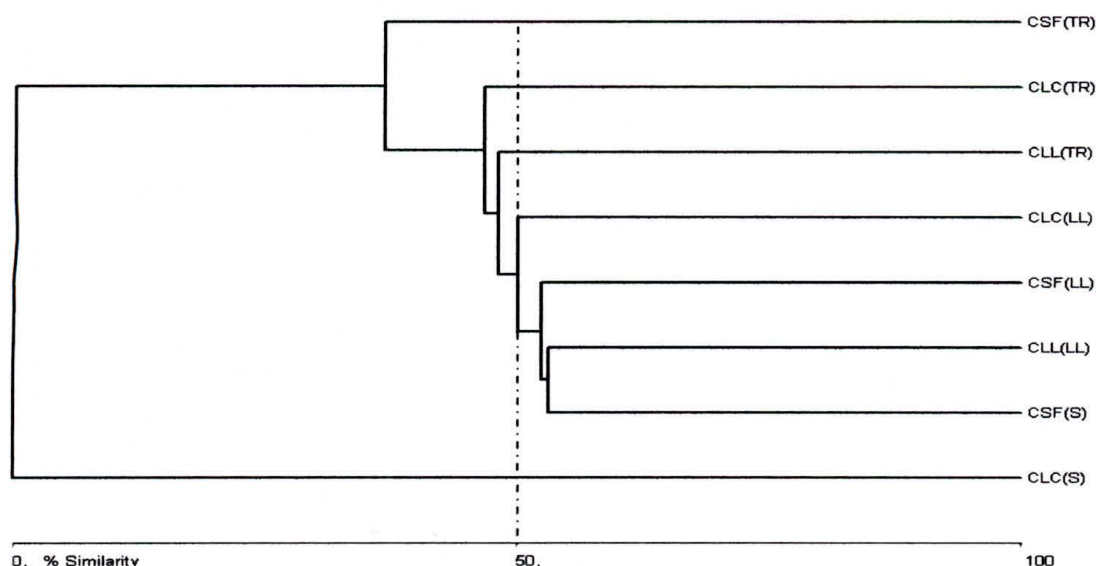 CSF(TR)
CLC(TR)
CLL(TR)
CLC(LL)
CSF(LL)
CLL(LL)
CSF(S)
CLC(S)
0. % Similarity 50. 100